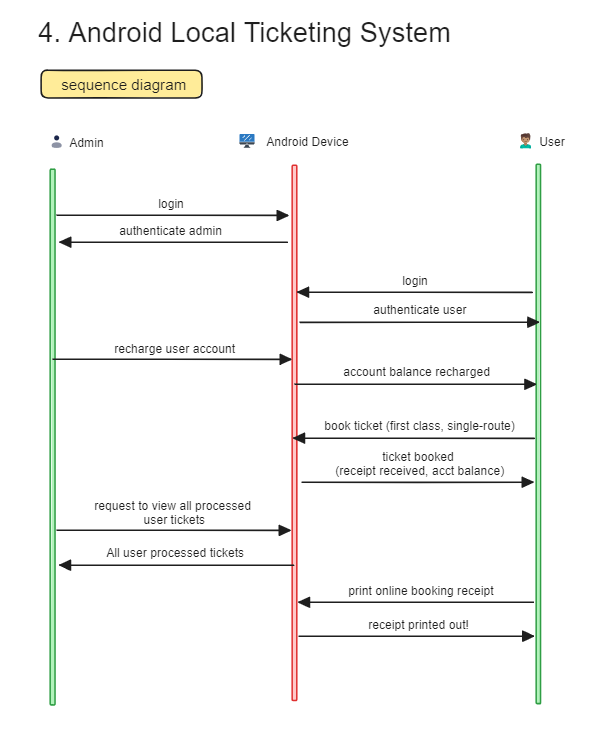 4. Android Local Ticketing System
sequence diagram
Admin
Android Device
User
login
authenticate admin
login
authenticate user
recharge user account
account balance recharged
book ticket (first class, single-route)
ticket booked
(receipt received, acct balance)
request to view all processed
user tickets
All user processed tickets
print online booking receipt
receipt printed out!